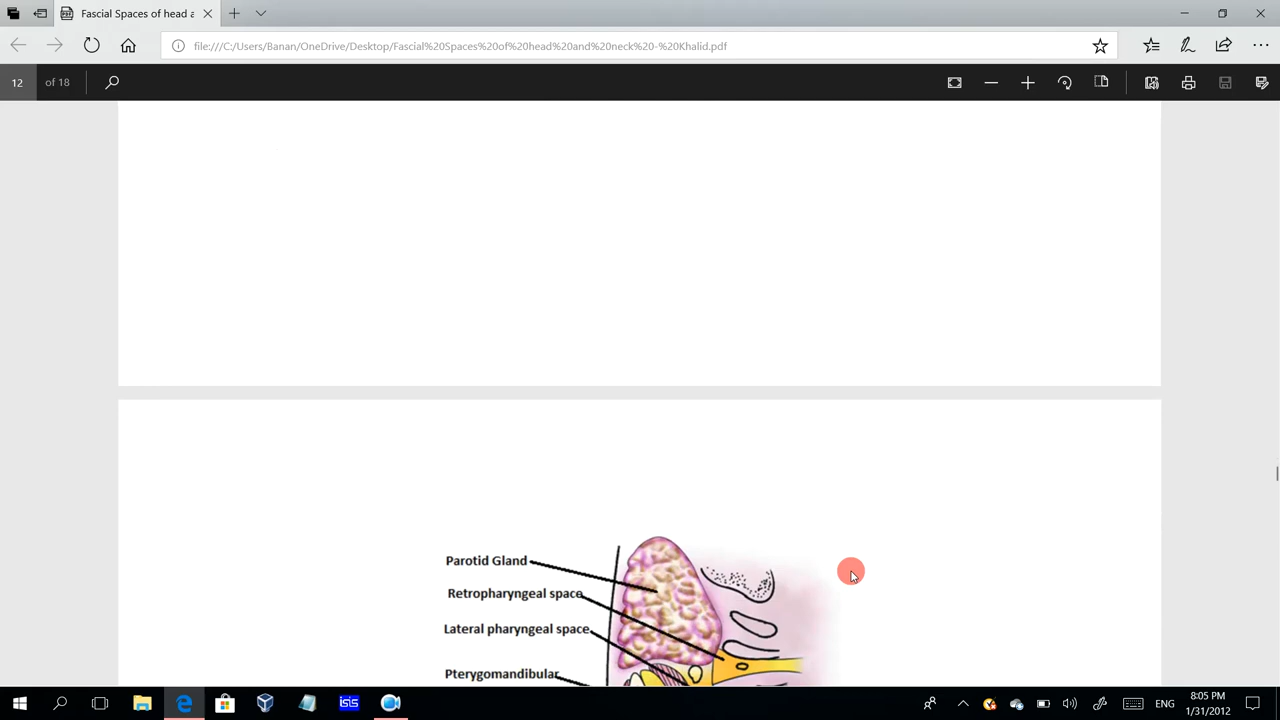 Fascial Spaces of head a
file:///C:/Users/Banan/OneDrive/Desktop/Fascial%20Spaces%20of%20head%20and%20neck%20-%20Khalid.pdf
12 of 18
Parotid Gland
Retropharyngeal space
Lateral pharyngeal space
Pterygomandibular
ISIS
ENG
8:05 PM
1/31/2012